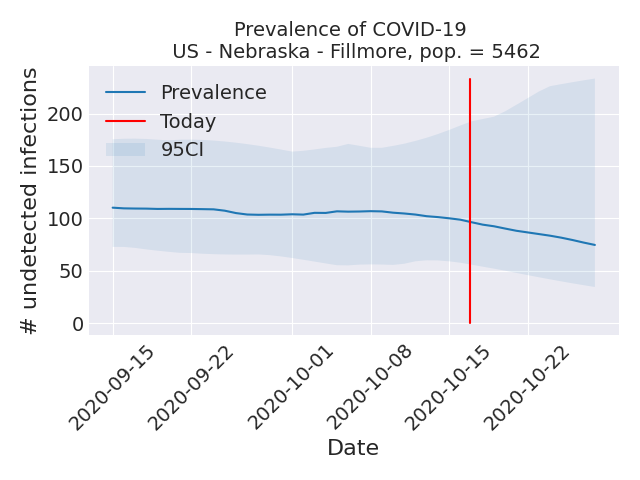 Prevalence of COVID-19
US - Nebraska - Fillmore, pop. = 5462
# undetected infections
200
150
100
50
0
Prevalence
Today
95CI
2020-09-15
2020-09-22
2020-10-01
2020-10-08
2020-10-15
2020-10-22
Date